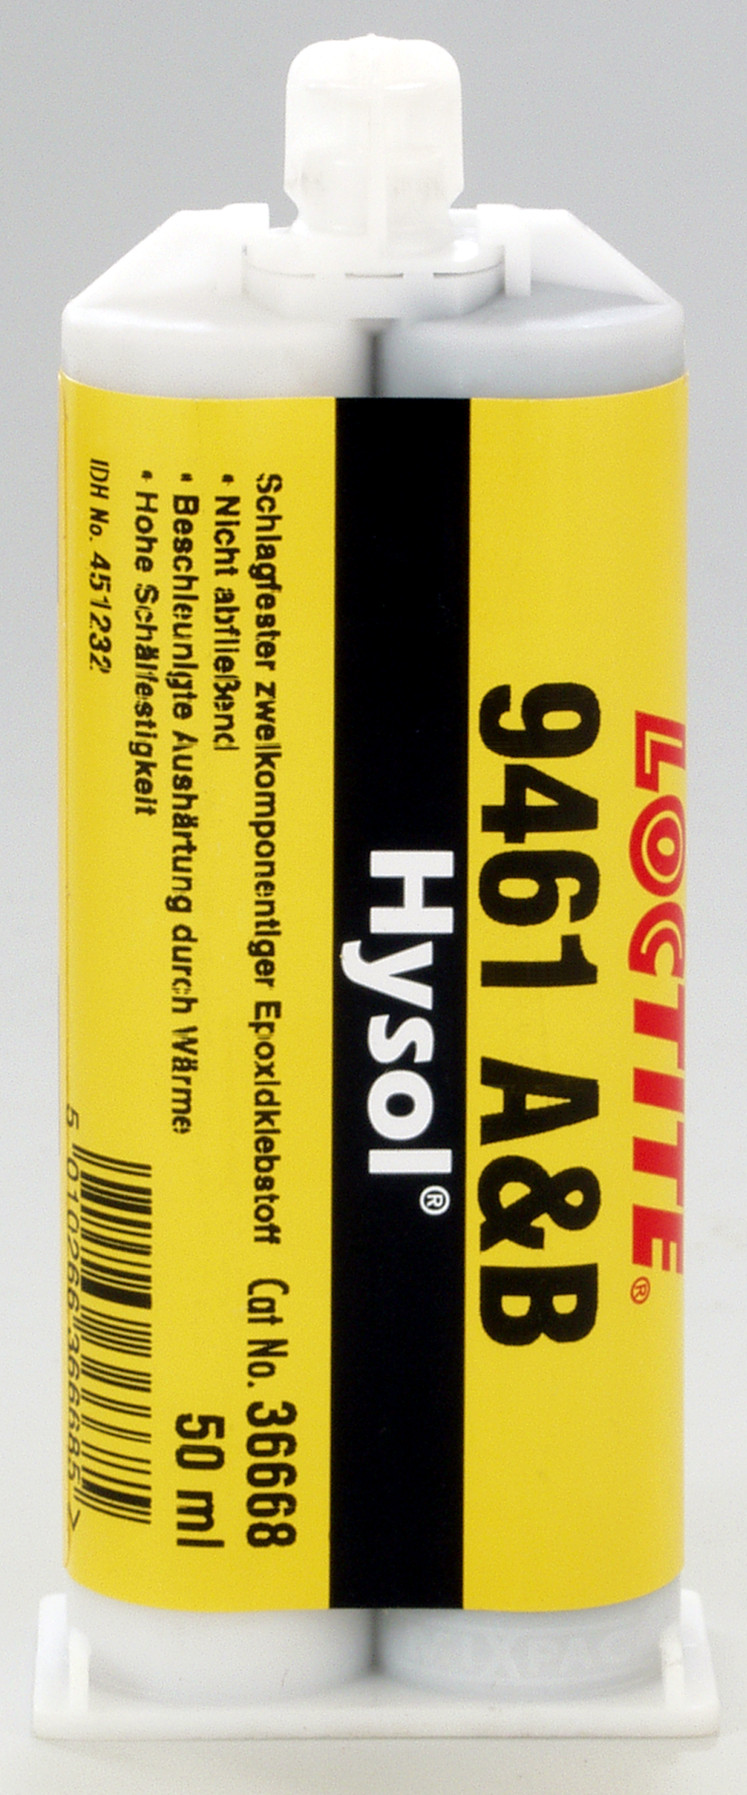 LOCTITE®
9461 A&B
Hysol®
Schlagfester zweikomponentiger Epoxidklebstoff Cat No. 36668
• Nicht abfließend
50 ml
• Beschleunigte Aushärtung durch Wärme
• Hohe Schälfestigkeit
IDH No. 451232
5 010266 366685
MIXPAC